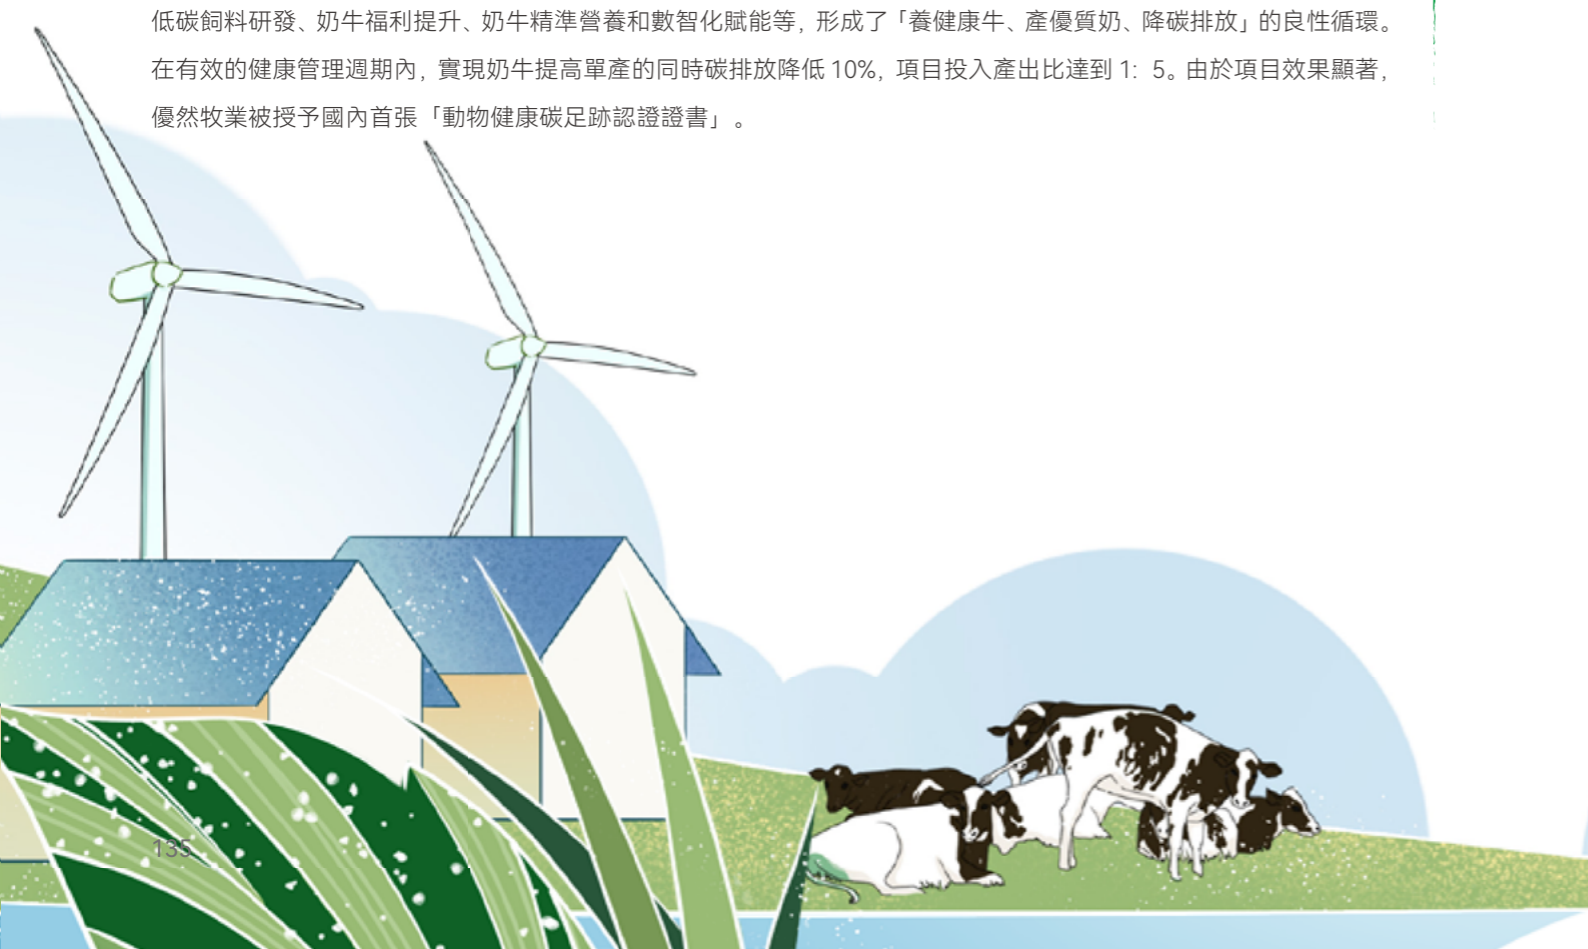 低碳飼料研發、奶牛福利提升、奶牛精準營養和數智化賦能等，形成了「養健康牛、產優質奶、降碳排放」的良性循環。
在有效的健康管理週期內，實現奶牛提高單產的同時碳排放降低 10%，項目投入產出比達到 1：5。由於項目效果顯著，
優然牧業被授予國內首張「動物健康碳足跡認證證書」。
135